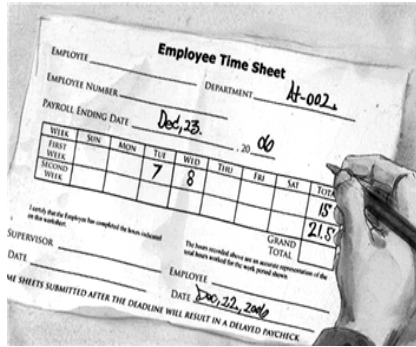 Employee Time Sheet
EMPLOYEE
DEPARTMENT At-002
EMPLOYEE NUMBER
PAYROLL ENDING DATE Dec, 23. , 20 06
WEEK SUN MON TUE WED THU FRI SAT TOTAL
FIRST WEEK 7 8 15
SECOND WEEK 21.5
GRAND TOTAL
I certify that the Employee has completed the hours indicated
on this worksheet.
The hours recorded above are an accurate representation of the
total hours worked for the week period shown.
SUPERVISOR
DATE
EMPLOYEE
DATE Dec, 22, 2006
ME SHEETS SUBMITTED AFTER THE DEADLINE WILL RESULT IN A DELAYED PAYCHECK